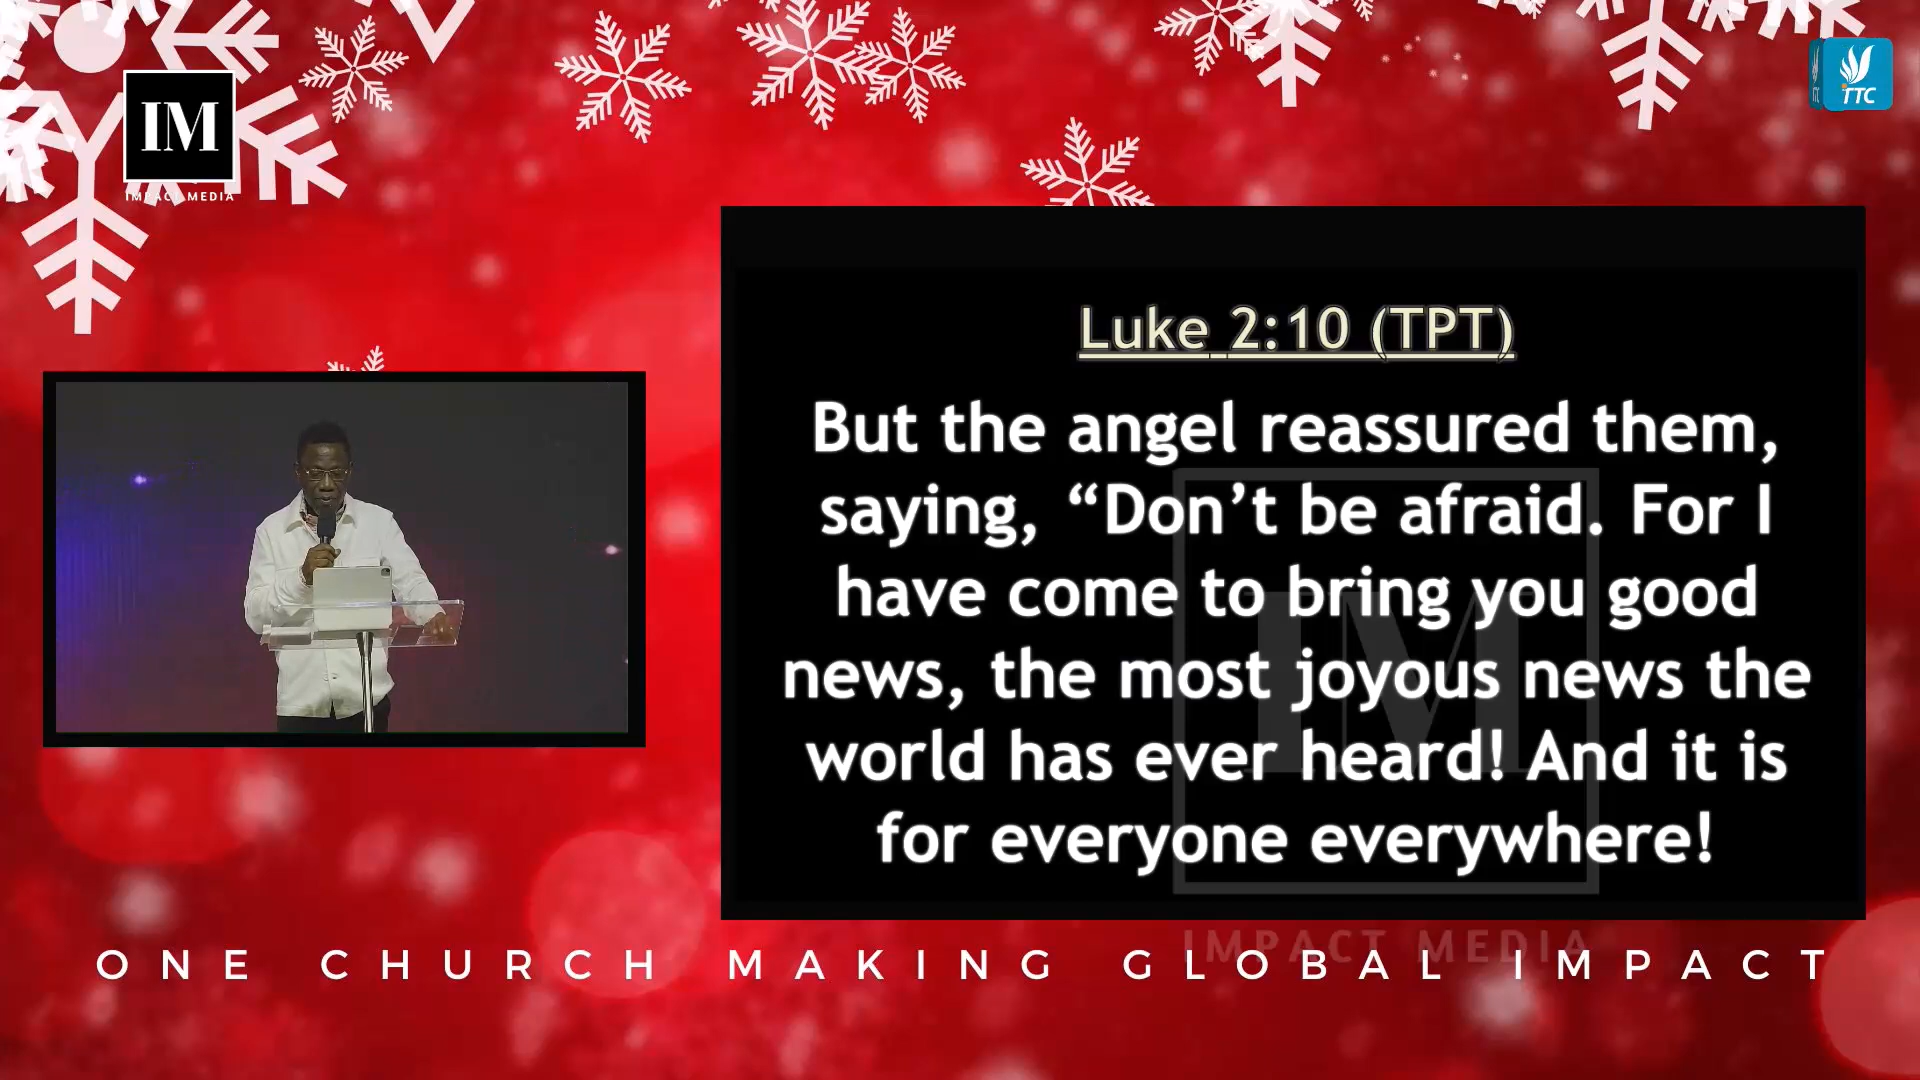 IM
IMPACT MEDIA
TTC
Luke 2:10 (TPT)
But the angel reassured them,
saying, “Don’t be afraid. For I
have come to bring you good
news, the most joyous news the
world has ever heard! And it is
for everyone everywhere!
IM
IMPACT MEDIA
ONE CHURCH MAKING GLOBAL IMPACT